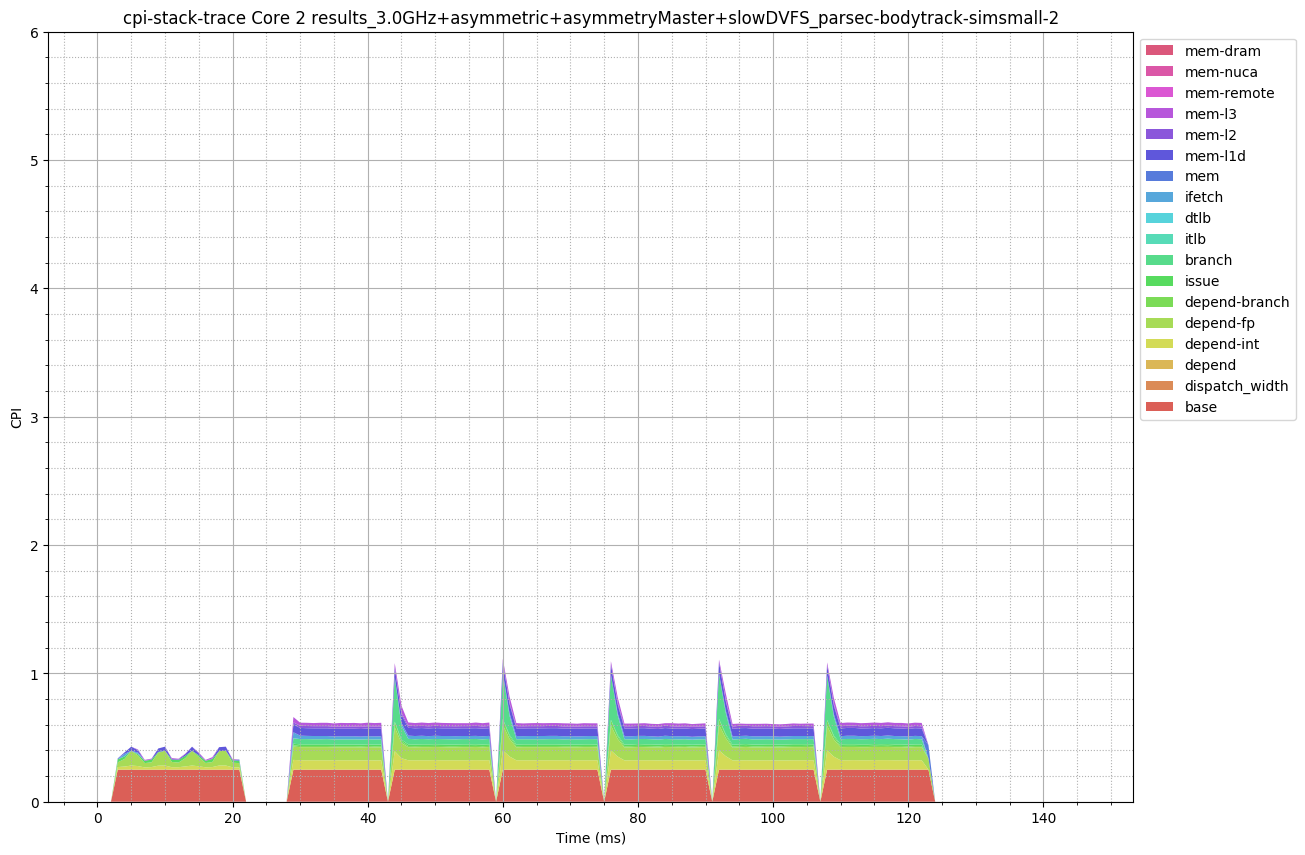 cpi-stack-trace Core 2 results_3.0GHz+asymmetric+asymmetryMaster+slowDVFS_parsec-bodytrack-simsmall-2
6
5
4
3
2
1
0
CPI
0 20 40 60 80 100 120 140
Time (ms)
mem-dram
mem-nuca
mem-remote
mem-l3
mem-l2
mem-l1d
mem
ifetch
dtlb
itlb
branch
issue
depend-branch
depend-fp
depend-int
depend
dispatch_width
base